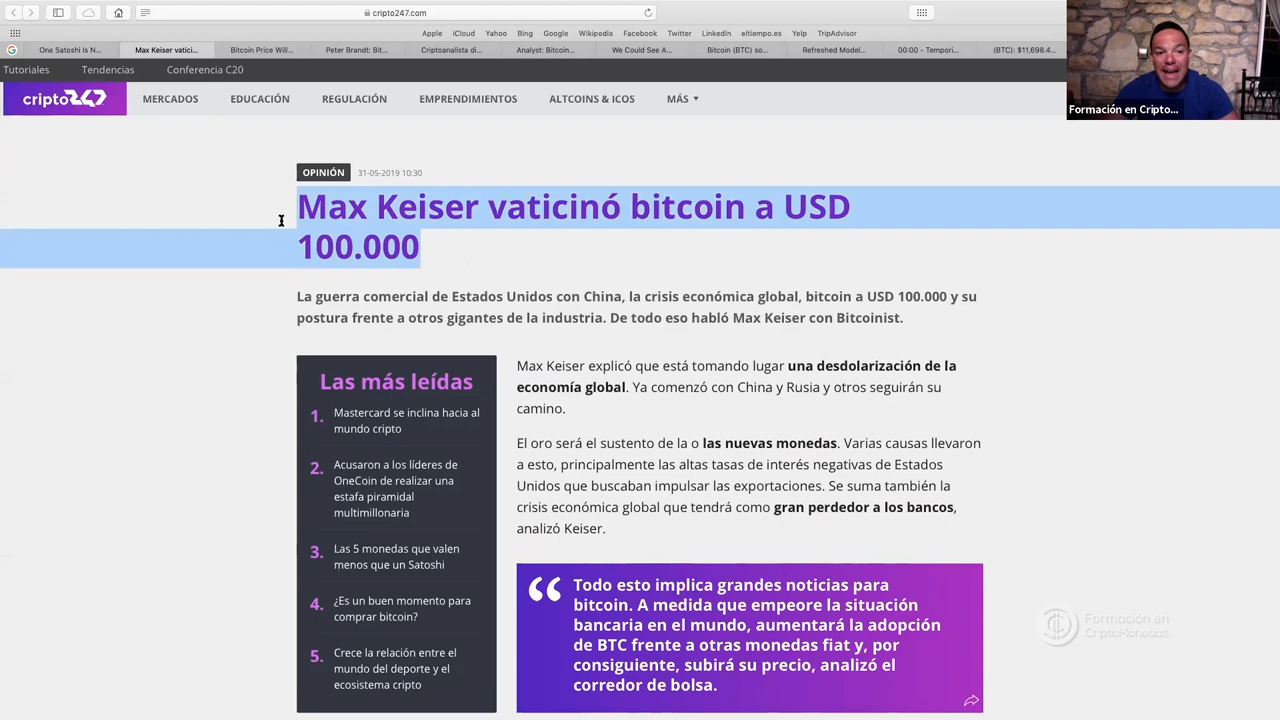 cripto247.com
Apple iCloud Yahoo Bing Google Wikipedia Facebook Twitter LinkedIn eltiempo.es Yelp TripAdvisor
One Satoshi Is N... Max Keiser vatici... Bitcoin Price Will... Peter Brandt: Bit... Criptoanalista di... Analyst: Bitcoin... We Could See A... Bitcoin (BTC) so... Refreshed Model... 00:00 - Tempori... (BTC): $11,698.4...
Tutoriales Tendencias Conferencia C20
cripto247 MERCADOS EDUCACIÓN REGULACIÓN EMPRENDIMIENTOS ALTCOINS & ICOS MÁS
Formación en Cripto...
OPINIÓN 31-05-2019 10:30
Max Keiser vaticinó bitcoin a USD
100.000
La guerra comercial de Estados Unidos con China, la crisis económica global, bitcoin a USD 100.000 y su
postura frente a otros gigantes de la industria. De todo eso habló Max Keiser con Bitcoinist.
Las más leídas
1. Mastercard se inclina hacia al
mundo cripto
2. Acusaron a los líderes de
OneCoin de realizar una
estafa piramidal
multimillonaria
3. Las 5 monedas que valen
menos que un Satoshi
4. ¿Es un buen momento para
comprar bitcoin?
5. Crece la relación entre el
mundo del deporte y el
ecosistema cripto
Max Keiser explicó que está tomando lugar una desdolarización de la
economía global. Ya comenzó con China y Rusia y otros seguirán su
camino.
El oro será el sustento de la o las nuevas monedas. Varias causas llevaron
a esto, principalmente las altas tasas de interés negativas de Estados
Unidos que buscaban impulsar las exportaciones. Se suma también la
crisis económica global que tendrá como gran perdedor a los bancos,
analizó Keiser.
“ Todo esto implica grandes noticias para
bitcoin. A medida que empeore la situación
bancaria en el mundo, aumentará la adopción
de BTC frente a otras monedas fiat y, por
consiguiente, subirá su precio, analizó el
corredor de bolsa.
Formación en
CriptoMonedas